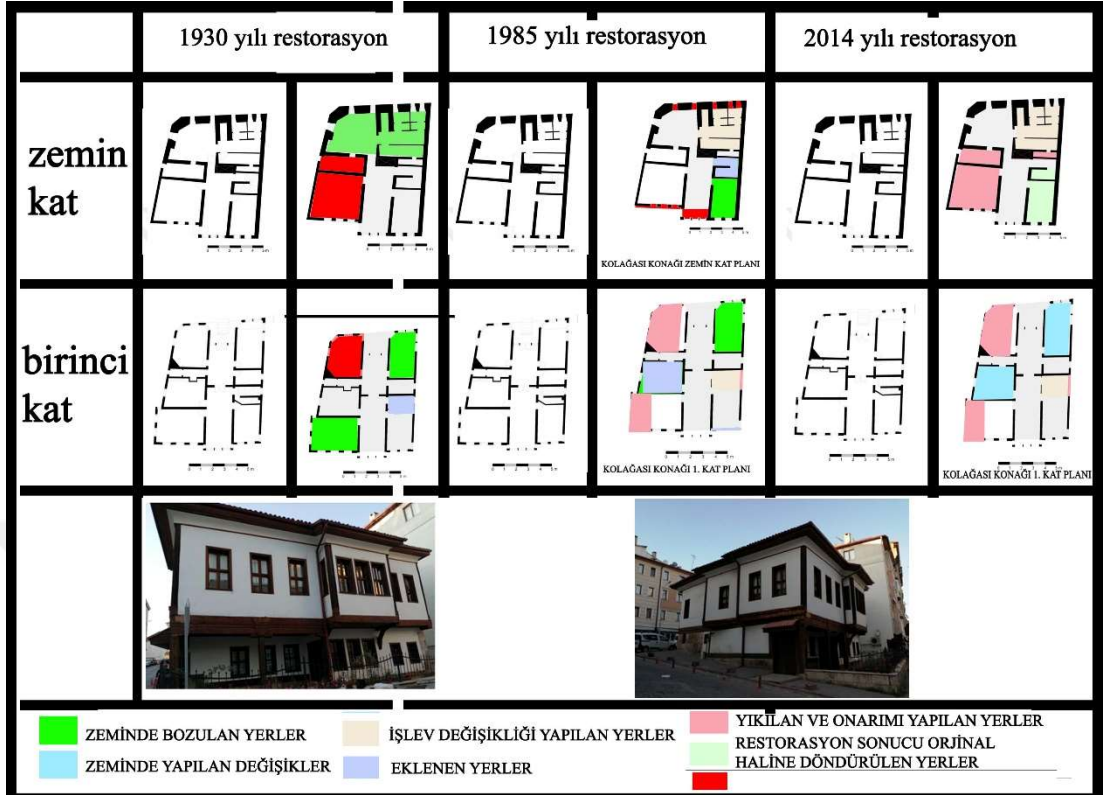 1930 yılı restorasyon
1985 yılı restorasyon
2014 yılı restorasyon
zemin
kat
KOLAĞASI KONAĞI ZEMİN KAT PLANI
birinci
kat
KOLAĞASI KONAĞI 1. KAT PLANI
KOLAĞASI KONAĞI 1. KAT PLANI
ZEMİNDE BOZULAN YERLER
İŞLEV DEĞİŞİKLİĞİ YAPILAN YERLER
YIKILAN VE ONARIMI YAPILAN YERLER
ZEMİNDE YAPILAN DEĞİŞİKLER
EKLENEN YERLER
RESTORASYON SONUCU ORJİNAL
HALİNE DÖNDÜRÜLEN YERLER